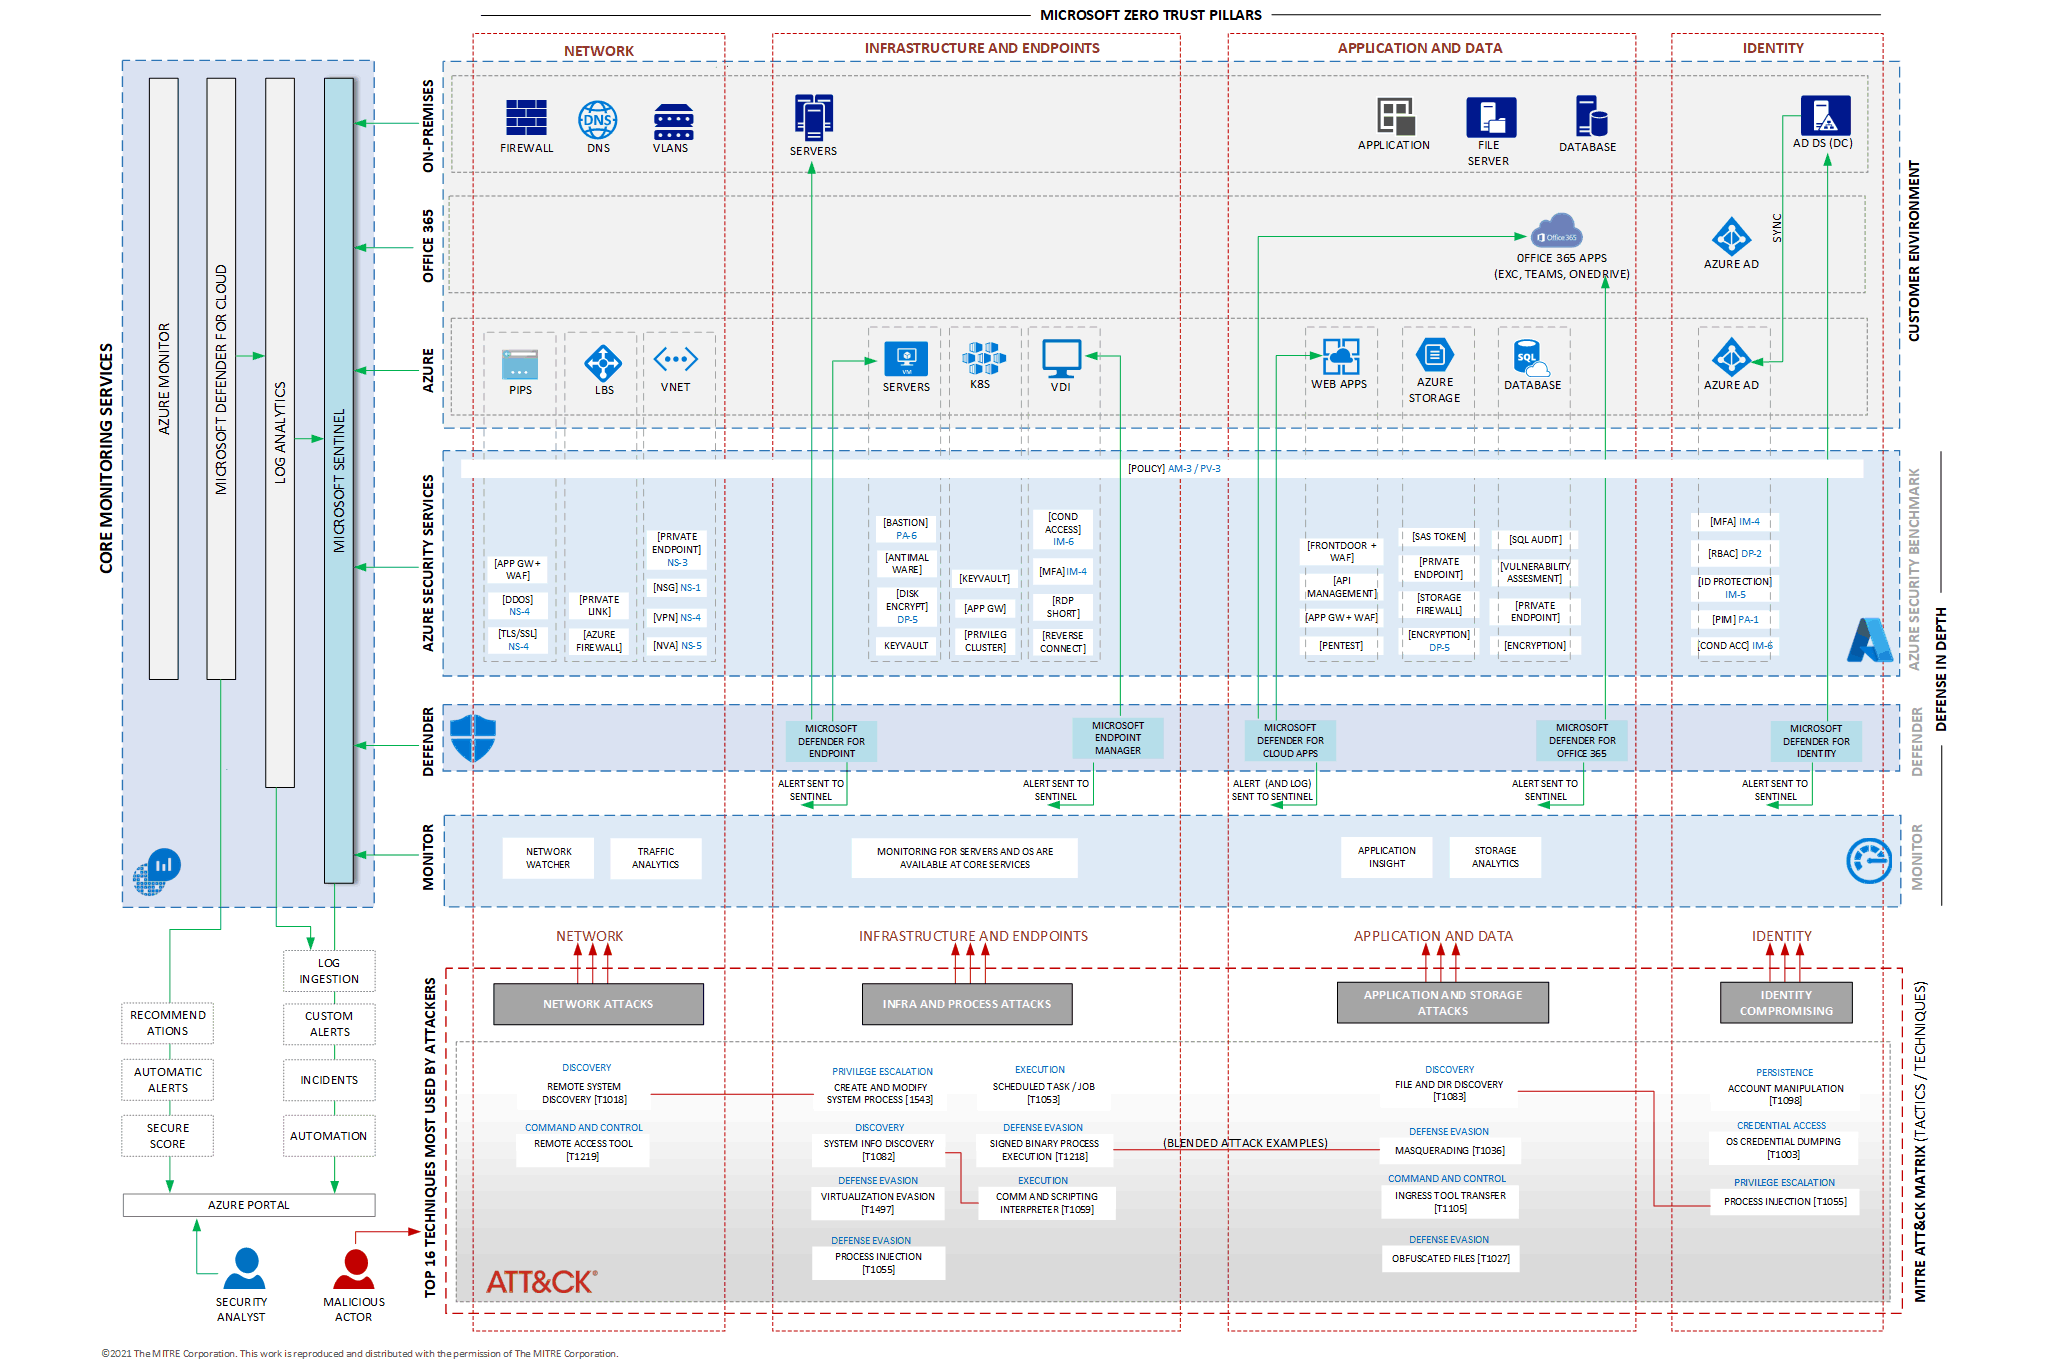 MICROSOFT ZERO TRUST PILLARS
NETWORK
INFRASTRUCTURE AND ENDPOINTS
APPLICATION AND DATA
IDENTITY
CORE MONITORING SERVICES
AZURE MONITOR
MICROSOFT DEFENDER FOR CLOUD
LOG ANALYTICS
MICROSOFT SENTINEL
ON-PREMISES
FIREWALL
DNS
DNS
VLANS
SERVERS
APPLICATION
FILE
SERVER
DATABASE
AD DS (DC)
OFFICE 365
Office 365
OFFICE 365 APPS
(EXC, TEAMS, ONEDRIVE)
AZURE AD
SYNC
CUSTOMER ENVIRONMENT
AZURE
PIPS
LBS
VNET
VM
SERVERS
K8S
VDI
WEB APPS
AZURE
STORAGE
SQL
DATABASE
AZURE AD
AZURE SECURITY SERVICES
[POLICY] AM-3 / PV-3
[APP GW +
WAF]
[DDOS]
NS-4
[TLS/SSL]
NS-4
[PRIVATE
LINK]
[AZURE
FIREWALL]
[PRIVATE
ENDPOINT]
NS-3
[NSG] NS-1
[VPN] NS-4
[NVA] NS-5
[BASTION]
PA-6
[ANTIMAL
WARE]
[DISK
ENCRYPT]
DP-5
KEYVAULT
[KEYVAULT]
[APP GW]
[PRIVILEG
CLUSTER]
[COND
ACCESS]
IM-6
[MFA] IM-4
[RDP
SHORT]
[REVERSE
CONNECT]
[FRONTDOOR +
WAF]
[API
MANAGEMENT]
[APP GW + WAF]
[PENTEST]
[SAS TOKEN]
[PRIVATE
ENDPOINT]
[STORAGE
FIREWALL]
[ENCRYPTION]
DP-5
[SQL AUDIT]
[VULNERABILITY
ASSESMENT]
[PRIVATE
ENDPOINT]
[ENCRYPTION]
[MFA] IM-4
[RBAC] DP-2
[ID PROTECTION]
IM-5
[PIM] PA-1
[COND ACC] IM-6
AZURE SECURITY BENCHMARK
DEFENSE IN DEPTH
DEFENDER
MICROSOFT
DEFENDER FOR
ENDPOINT
MICROSOFT
ENDPOINT
MANAGER
MICROSOFT
DEFENDER FOR
CLOUD APPS
MICROSOFT
DEFENDER FOR
OFFICE 365
MICROSOFT
DEFENDER FOR
IDENTITY
DEFENDER
ALERT SENT TO
SENTINEL
ALERT SENT TO
SENTINEL
ALERT (AND LOG)
SENT TO SENTINEL
ALERT SENT TO
SENTINEL
ALERT SENT TO
SENTINEL
MONITOR
NETWORK
WATCHER
TRAFFIC
ANALYTICS
MONITORING FOR SERVERS AND OS ARE
AVAILABLE AT CORE SERVICES
APPLICATION
INSIGHT
STORAGE
ANALYTICS
MONITOR
LOG
INGESTION
RECOMMEND
ATIONS
CUSTOM
ALERTS
AUTOMATIC
ALERTS
INCIDENTS
SECURE
SCORE
AUTOMATION
AZURE PORTAL
SECURITY
ANALYST
MALICIOUS
ACTOR
NETWORK
INFRASTRUCTURE AND ENDPOINTS
APPLICATION AND DATA
IDENTITY
TOP 16 TECHNIQUES MOST USED BY ATTACKERS
NETWORK ATTACKS
INFRA AND PROCESS ATTACKS
APPLICATION AND STORAGE
ATTACKS
IDENTITY
COMPROMISING
DISCOVERY
REMOTE SYSTEM
DISCOVERY [T1018]
COMMAND AND CONTROL
REMOTE ACCESS TOOL
[T1219]
PRIVILEGE ESCALATION
CREATE AND MODIFY
SYSTEM PROCESS [1543]
DISCOVERY
SYSTEM INFO DISCOVERY
[T1082]
DEFENSE EVASION
VIRTUALIZATION EVASION
[T1497]
DEFENSE EVASION
PROCESS INJECTION
[T1055]
EXECUTION
SCHEDULED TASK / JOB
[T1053]
DEFENSE EVASION
SIGNED BINARY PROCESS
EXECUTION [T1218]
EXECUTION
COMM AND SCRIPTING
INTERPRETER [T1059]
(BLENDED ATTACK EXAMPLES)
DISCOVERY
FILE AND DIR DISCOVERY
[T1083]
DEFENSE EVASION
MASQUERADING [T1036]
COMMAND AND CONTROL
INGRESS TOOL TRANSFER
[T1105]
DEFENSE EVASION
OBFUSCATED FILES [T1027]
PERSISTENCE
ACCOUNT MANIPULATION
[T1098]
CREDENTIAL ACCESS
OS CREDENTIAL DUMPING
[T1003]
PRIVILEGE ESCALATION
PROCESS INJECTION [T1055]
ATT&CK®
MITRE ATT&CK MATRIX (TACTICS / TECHNIQUES)
©2021 The MITRE Corporation. This work is reproduced and distributed with the permission of The MITRE Corporation.